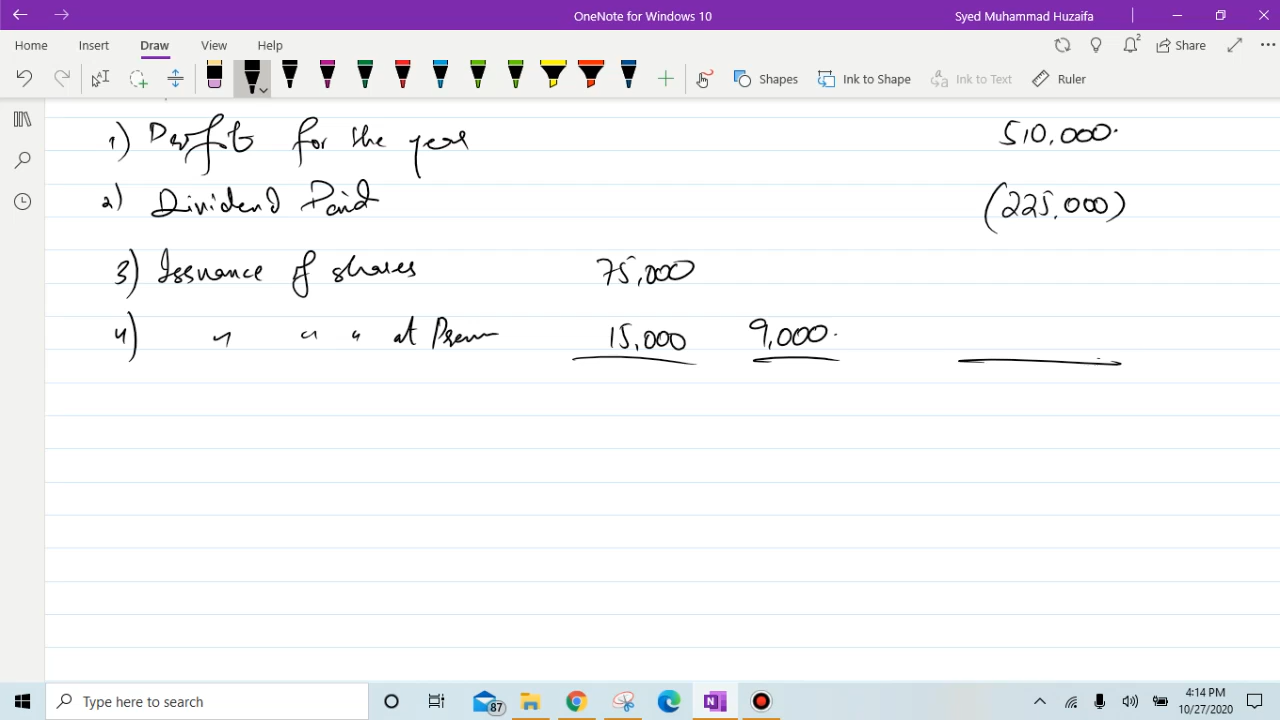 OneNote for Windows 10
Syed Muhammad Huzaifa
Home Insert Draw View Help
2 Share
Shapes Ink to Shape Ink to Text Ruler
1) Profit for the year 510,000
2) Dividend Paid (225,000)
3) Issuance of shares 75,000
4) " " " at Prem 15,000 9,000
Type here to search
87
4:14 PM
10/27/2020